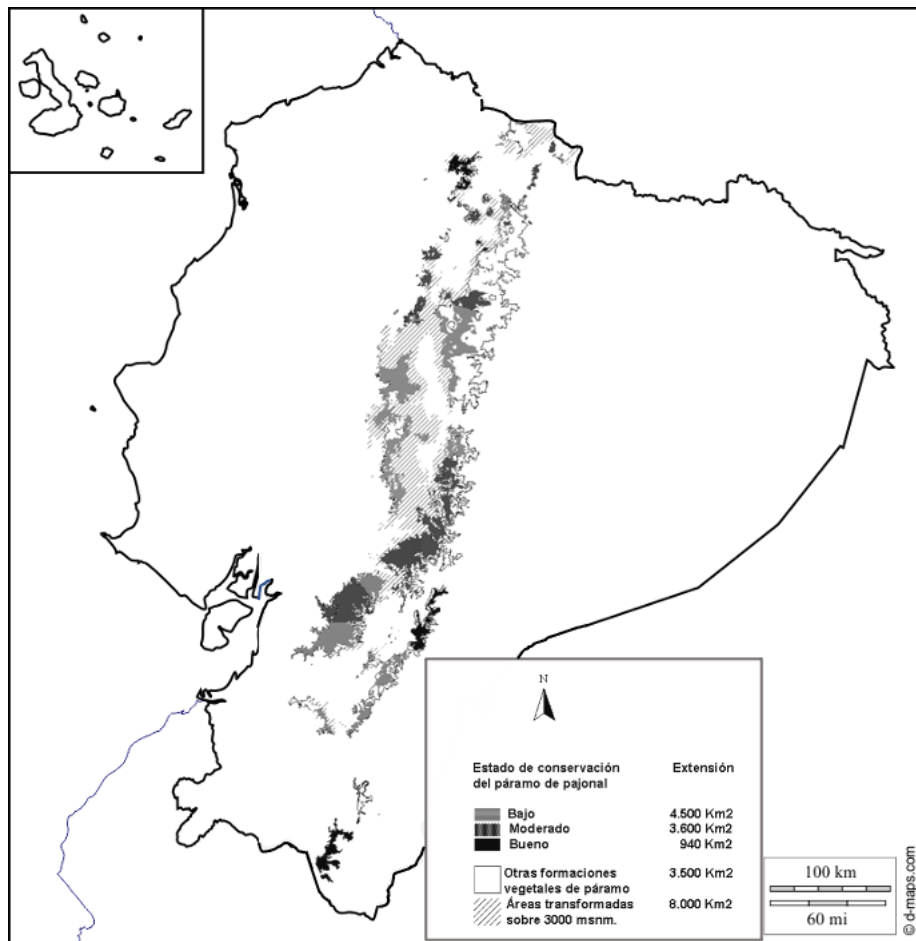 N
Estado de conservación Extensión
del páramo de pajonal
Bajo 4.500 Km2
Moderado 3.600 Km2
Bueno 940 Km2
Otras formaciones 3.500 Km2
vegetales de páramo
Áreas transformadas 8.000 Km2
sobre 3000 msnm.
100 km
60 mi
© d-maps.com